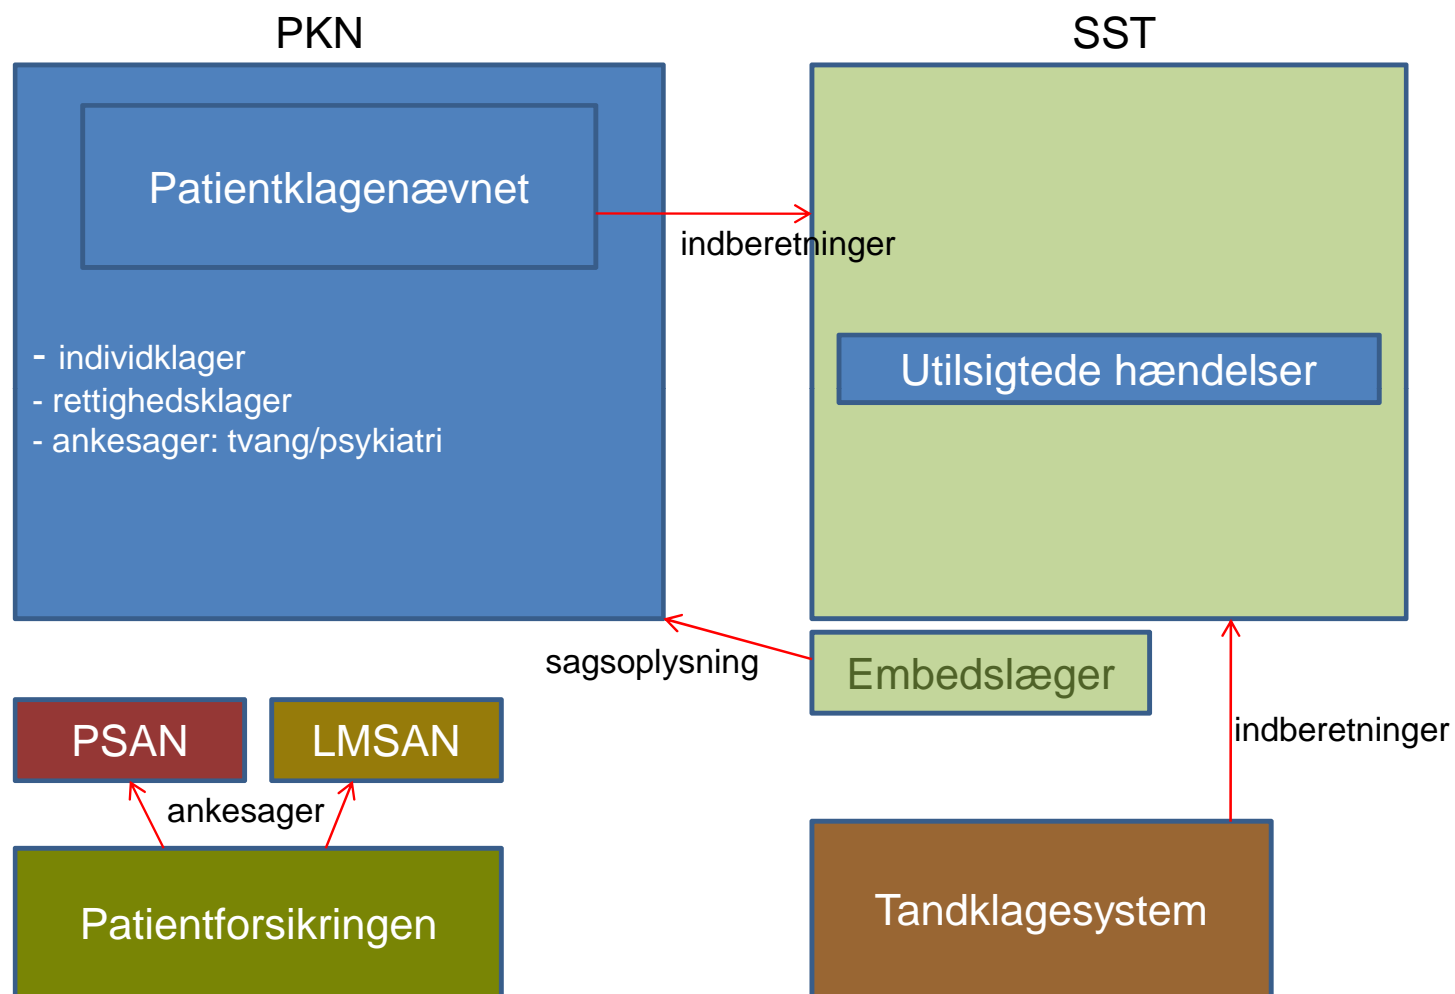 PKN
SST
Patientklagenævnet
indberetninger
- individklager
- rettighedsklager
- ankesager: tvang/psykiatri
Utilsigtede hændelser
sagsoplysning
Embedslæger
PSAN
LMSAN
indberetninger
ankesager
Patientforsikringen
Tandklagesystem